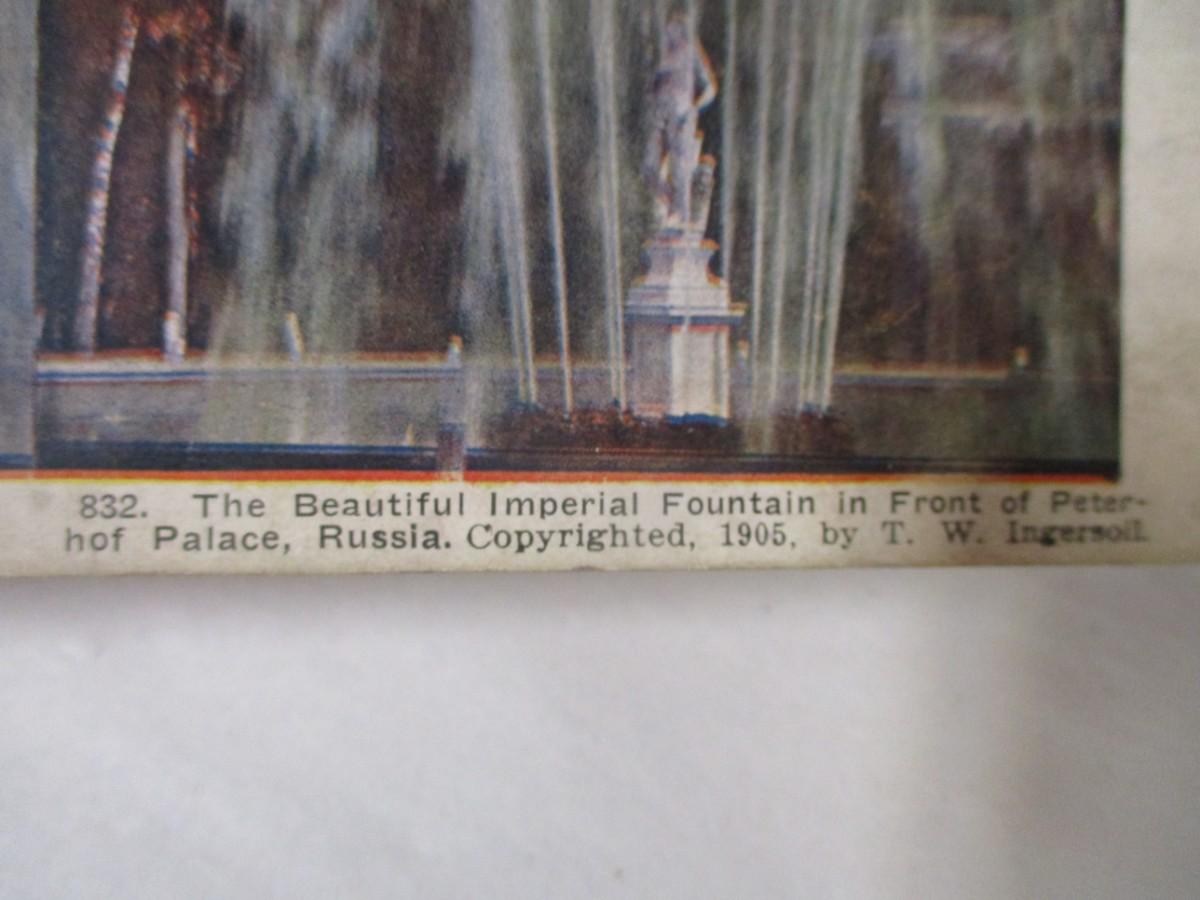 832. The Beautiful Imperial Fountain in Front of Peter-
hof Palace, Russia. Copyrighted, 1905, by T. W. Ingersoll.